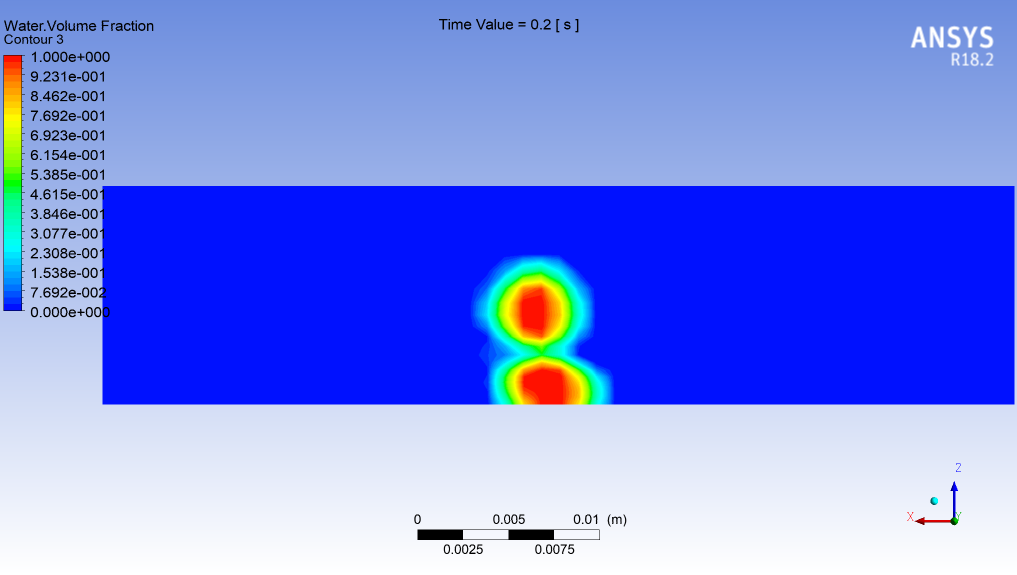 Water.Volume Fraction
Contour 3
Time Value = 0.2 [ s ]
ANSYS
R18.2
1.000e+000
9.231e-001
8.462e-001
7.692e-001
6.923e-001
6.154e-001
5.385e-001
4.615e-001
3.846e-001
3.077e-001
2.308e-001
1.538e-001
7.692e-002
0.000e+000
Z
X
Y
0 0.005 0.01 (m)
0.0025 0.0075